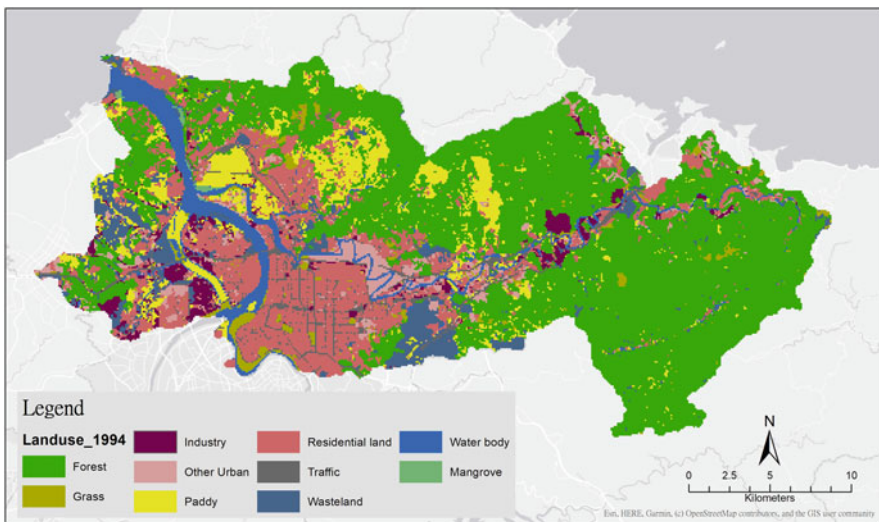 Legend
Landuse_1994
Forest
Grass
Industry
Other Urban
Paddy
Residential land
Traffic
Wasteland
Water body
Mangrove
N
0 2.5 5 10
Kilometers
Esri, HERE, Garmin, (c) OpenStreetMap contributors, and the GIS user community